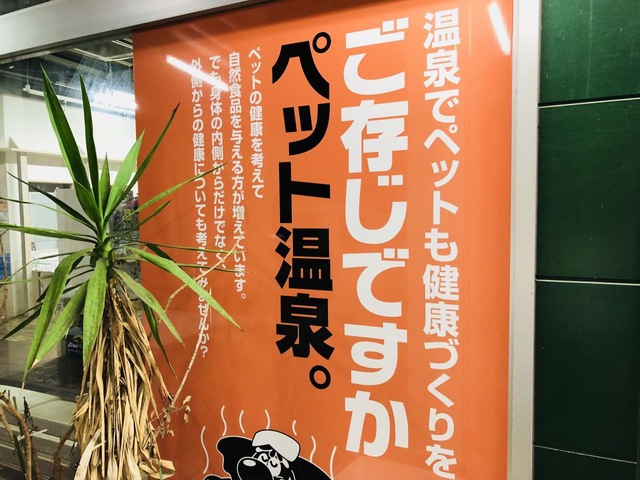 温泉でペットも健康づくりを
ご存じですか
ペット温泉。
ペットの健康を考えて
自然食品を与える方が増えています。
でも身体の内側からだけでなく、
外側からの健康についても考えてみませんか?